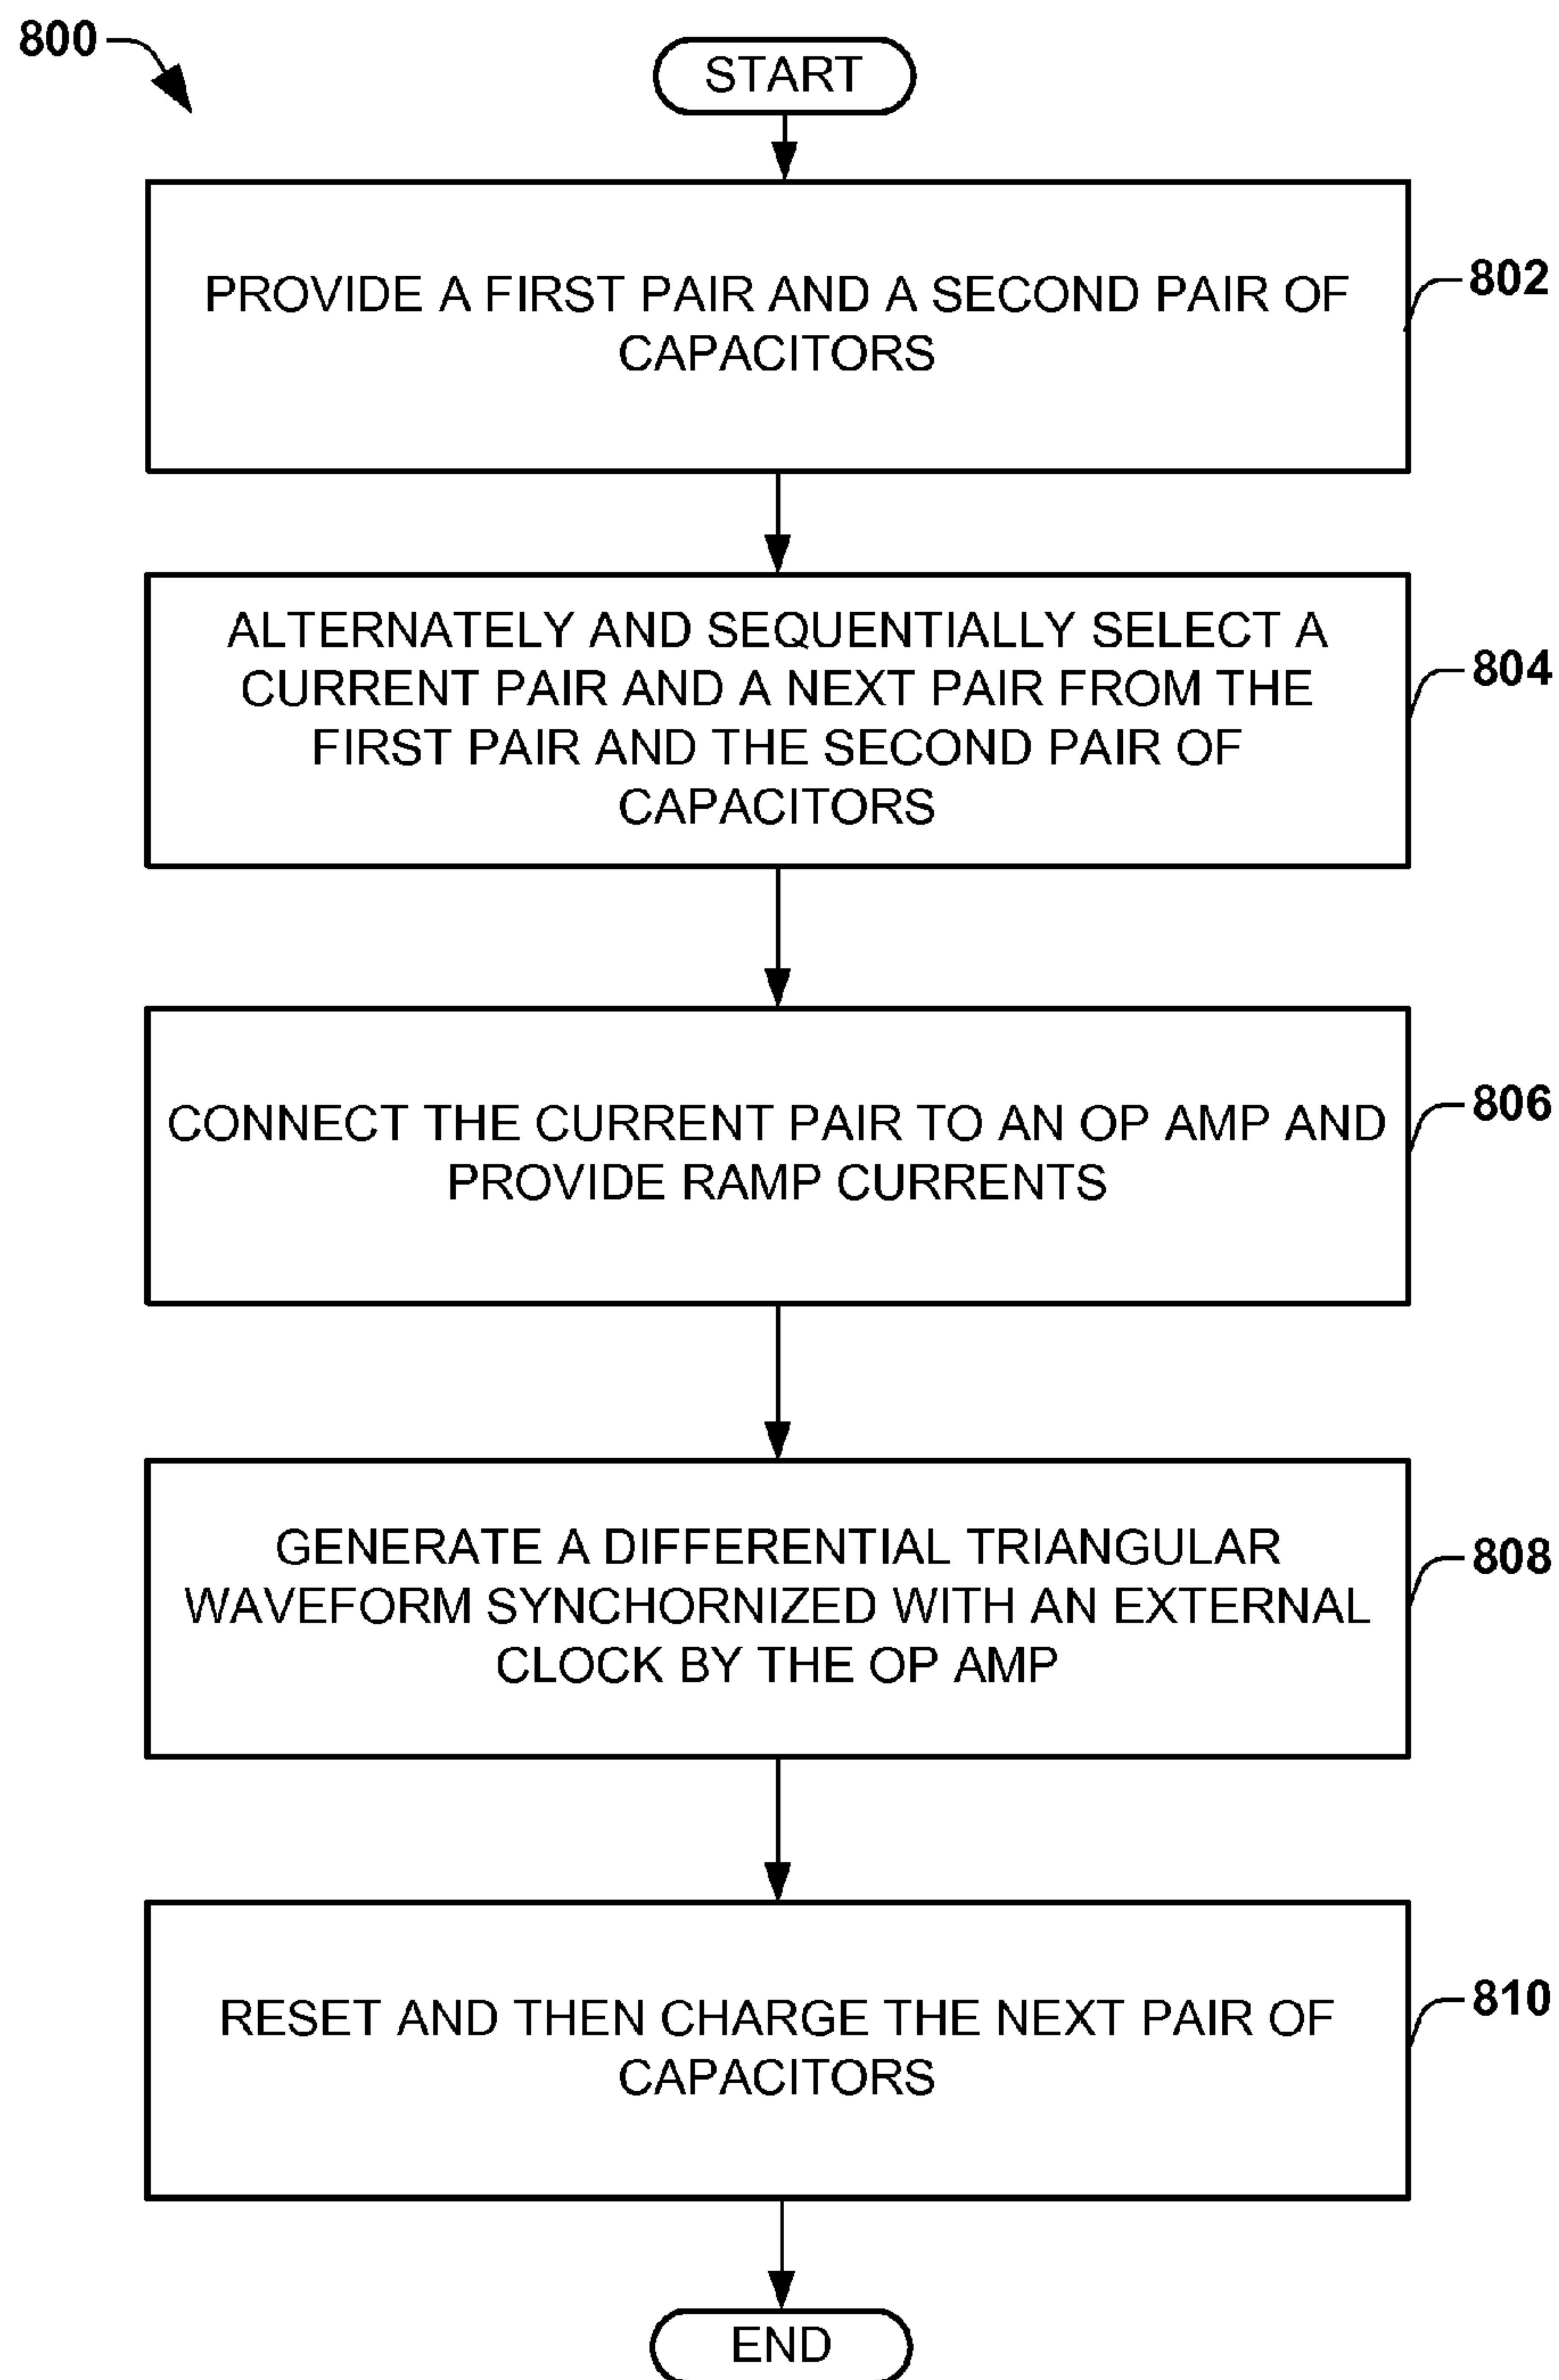 800
START
PROVIDE A FIRST PAIR AND A SECOND PAIR OF
CAPACITORS
802
ALTERNATELY AND SEQUENTIALLY SELECT A
CURRENT PAIR AND A NEXT PAIR FROM THE
FIRST PAIR AND THE SECOND PAIR OF
CAPACITORS
804
CONNECT THE CURRENT PAIR TO AN OP AMP AND
PROVIDE RAMP CURRENTS
806
GENERATE A DIFFERENTIAL TRIANGULAR
WAVEFORM SYNCHORNIZED WITH AN EXTERNAL
CLOCK BY THE OP AMP
808
RESET AND THEN CHARGE THE NEXT PAIR OF
CAPACITORS
810
END